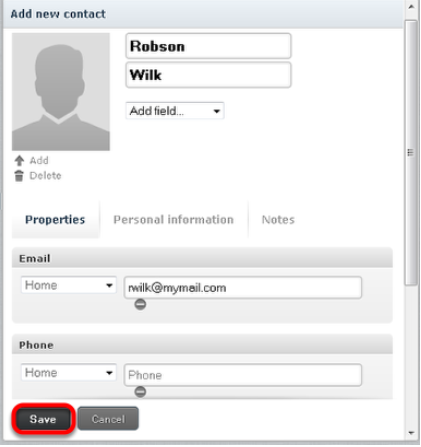 Add new contact
Robson
Wilk
Add field...
Add
Delete
Properties Personal information Notes
Email
Home rwilk@mymail.com
Phone
Home Phone
Save Cancel